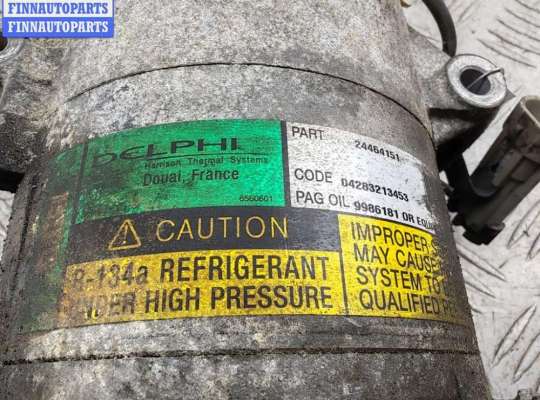 FINNAUTOPARTS
FINNAUTOPARTS
DELPHI
Harrison Thermal Systems
Douai, France
6560601
PART 24464151
CODE 04283213453
PAG OIL 9986181 OR
CAUTION
R-134a REFRIGERANT
UNDER HIGH PRESSURE
IMPROPER
MAY CAUSE
SYSTEM TO
QUALIFIED